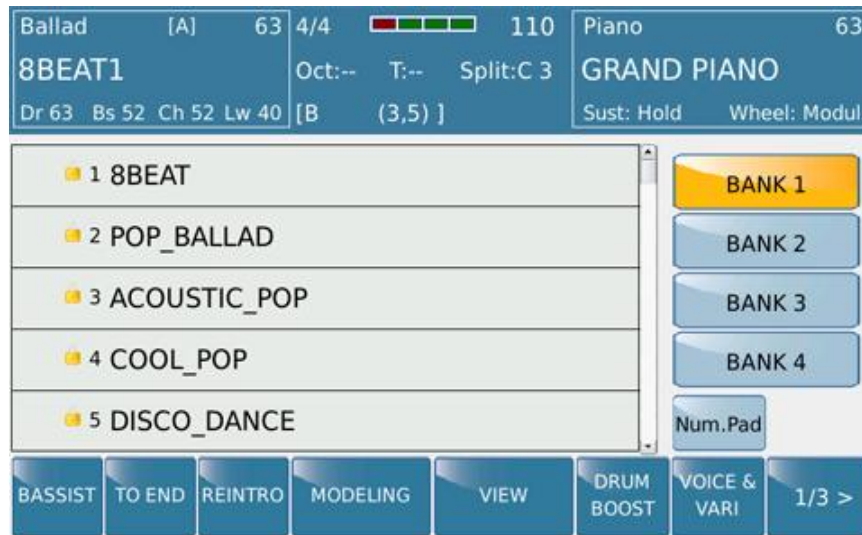 Ballad [A] 63
8BEAT1
Dr 63 Bs 52 Ch 52 Lw 40
4/4 110
Oct:-- T:-- Split:C 3
[B (3,5) ]
Piano 63
GRAND PIANO
Sust: Hold Wheel: Modul
1 8BEAT
2 POP_BALLAD
3 ACOUSTIC_POP
4 COOL_POP
5 DISCO_DANCE
BANK 1
BANK 2
BANK 3
BANK 4
Num.Pad
BASSIST
TO END
REINTRO
MODELING
VIEW
DRUM
BOOST
VOICE &
VARI
1/3 >